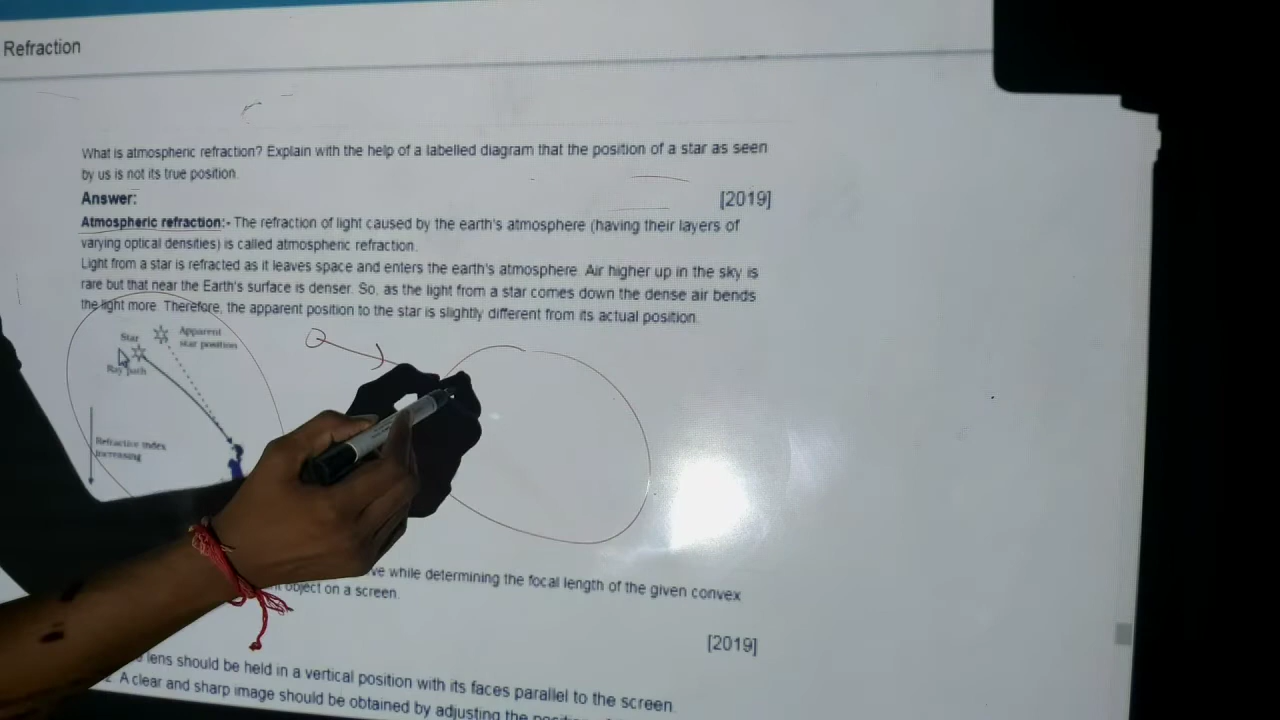 Refraction
What is atmospheric refraction? Explain with the help of a labelled diagram that the position of a star as seen
by us is not its true position.
Answer:
[2019]
Atmospheric refraction:- The refraction of light caused by the earth's atmosphere (having their layers of
varying optical densities) is called atmospheric refraction.
Light from a star is refracted as it leaves space and enters the earth's atmosphere. Air higher up in the sky is
rare but that near the Earth's surface is denser. So, as the light from a star comes down the dense air bends
the light more. Therefore, the apparent position to the star is slightly different from its actual position.
Apparent
star position
Star
Ray path
Refractive index
increasing
while determining the focal length of the given convex
object on a screen.
[2019]
lens should be held in a vertical position with its faces parallel to the screen.
A clear and sharp image should be obtained by adjusting the